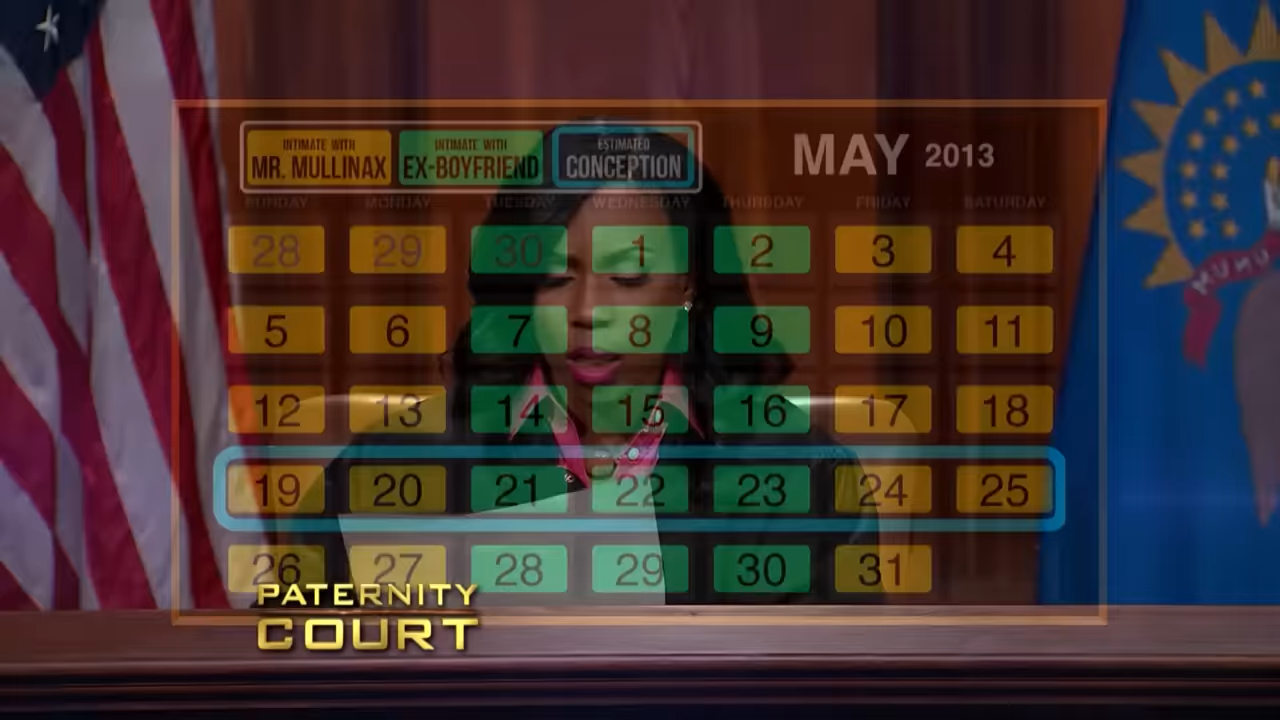 INTIMATE WITH
MR. MULLINAX
INTIMATE WITH
EX-BOYFRIEND
ESTIMATED
CONCEPTION
MAY 2013
SUNDAY MONDAY TUESDAY WEDNESDAY THURSDAY FRIDAY SATURDAY
28 29 30 1 2 3 4
5 6 7 8 9 10 11
12 13 14 15 16 17 18
19 20 21 22 23 24 25
26 27 28 29 30 31
PATERNITY
COURT